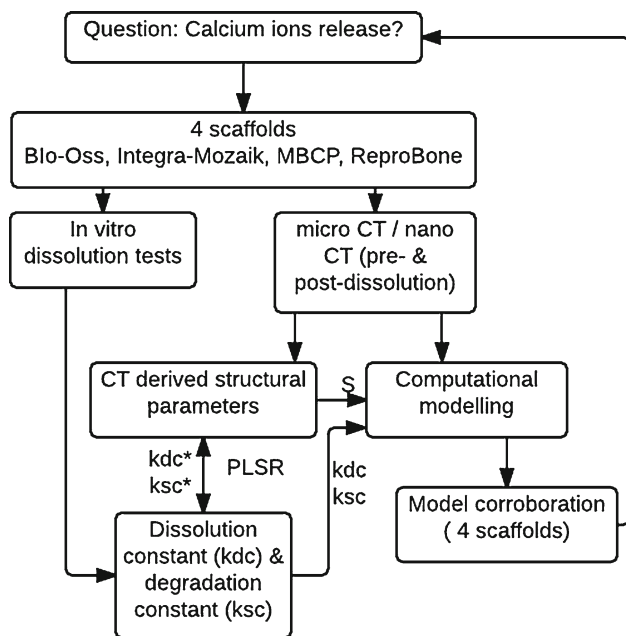 Question: Calcium ions release?
4 scaffolds
BIo-Oss, Integra-Mozaik, MBCP, ReproBone
In vitro
dissolution tests
micro CT / nano
CT (pre- &
post-dissolution)
CT derived structural
parameters
S
Computational
modelling
kdc*
ksc*
PLSR
kdc
ksc
Model corroboration
( 4 scaffolds)
Dissolution
constant (kdc) &
degradation
constant (ksc)